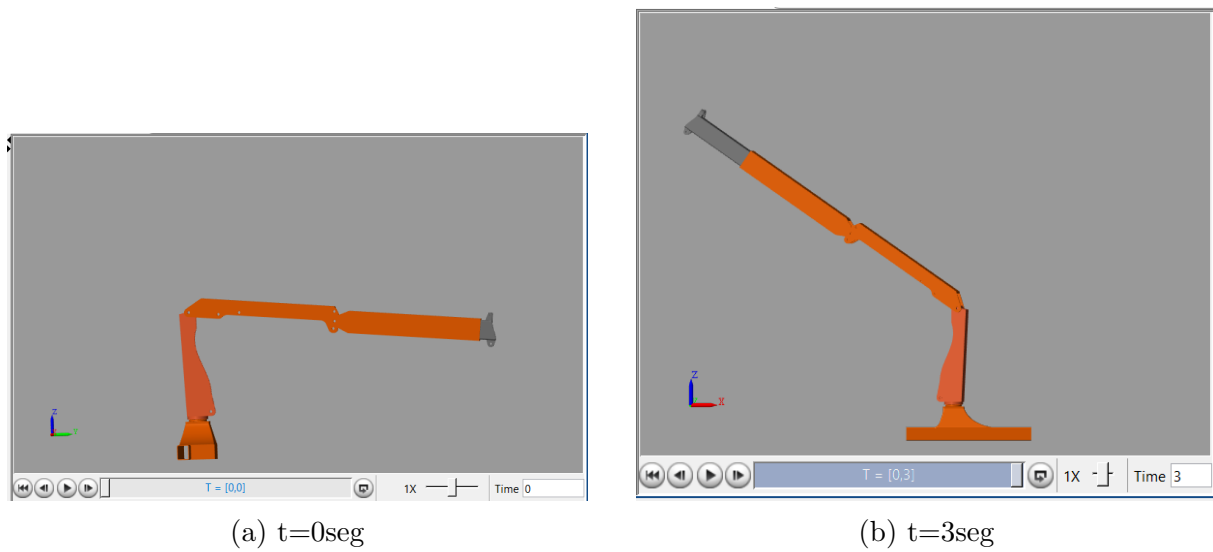 Z
Y
T = [0,0]
1X
Time 0
(a) t=0seg
Z
X
T = [0,3]
1X
Time 3
(b) t=3seg